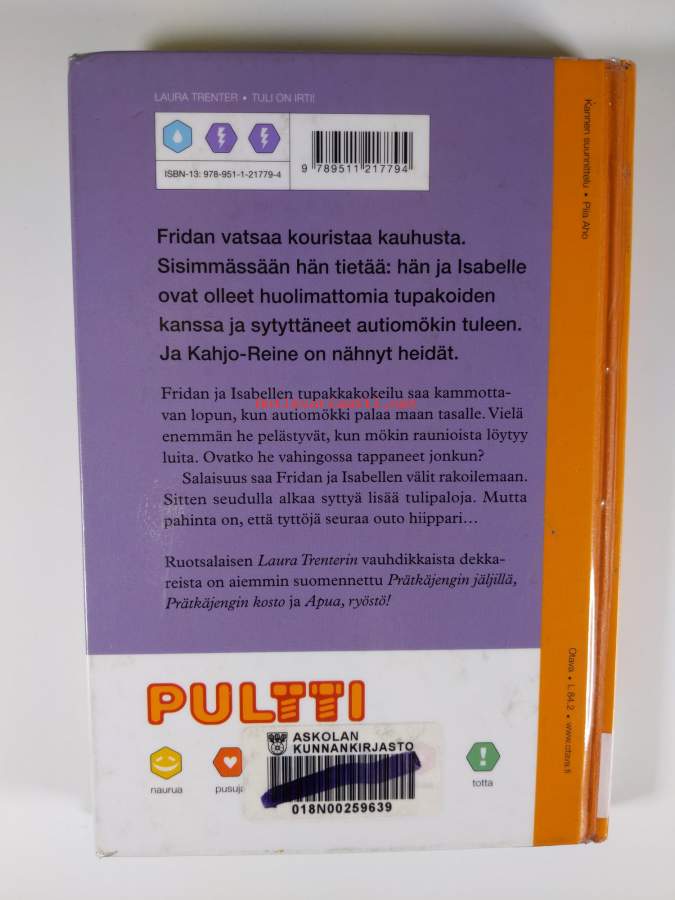 LAURA TRENTER • TULI ON IRTI!
ISBN-13: 978-951-1-21779-4
9 789511 217794
Fridan vatsaa kouristaa kauhusta.
Sisimmässään hän tietää: hän ja Isabelle
ovat olleet huolimattomia tupakoiden
kanssa ja sytyttäneet autiomökin tuleen.
Ja Kahjo-Reine on nähnyt heidät.
Fridan ja Isabellen tupakkakokeilu saa kammotta-
van lopun, kun autiomökki palaa maan tasalle. Vielä
enemmän he pelästyvät, kun mökin raunioista löytyy
luita. Ovatko he vahingossa tappaneet jonkun?
Salaisuus saa Fridan ja Isabellen välit rakoilemaan.
Sitten seudulla alkaa syttyä lisää tulipaloja. Mutta
pahinta on, että tyttöjä seuraa outo hiippari...
Ruotsalaisen Laura Trenterin vauhdikkaista dekka-
reista on aiemmin suomennettu Prätkäjengin jäljillä,
Prätkäjengin kosto ja Apua, ryöstö!
PULTTI
naurua
pusuja
totta
ASKOLAN
KUNNANKIRJASTO
018N00259639
Kannen suunnittelu • Piia Aho
Otava • L 84.2 • www.otava.fi